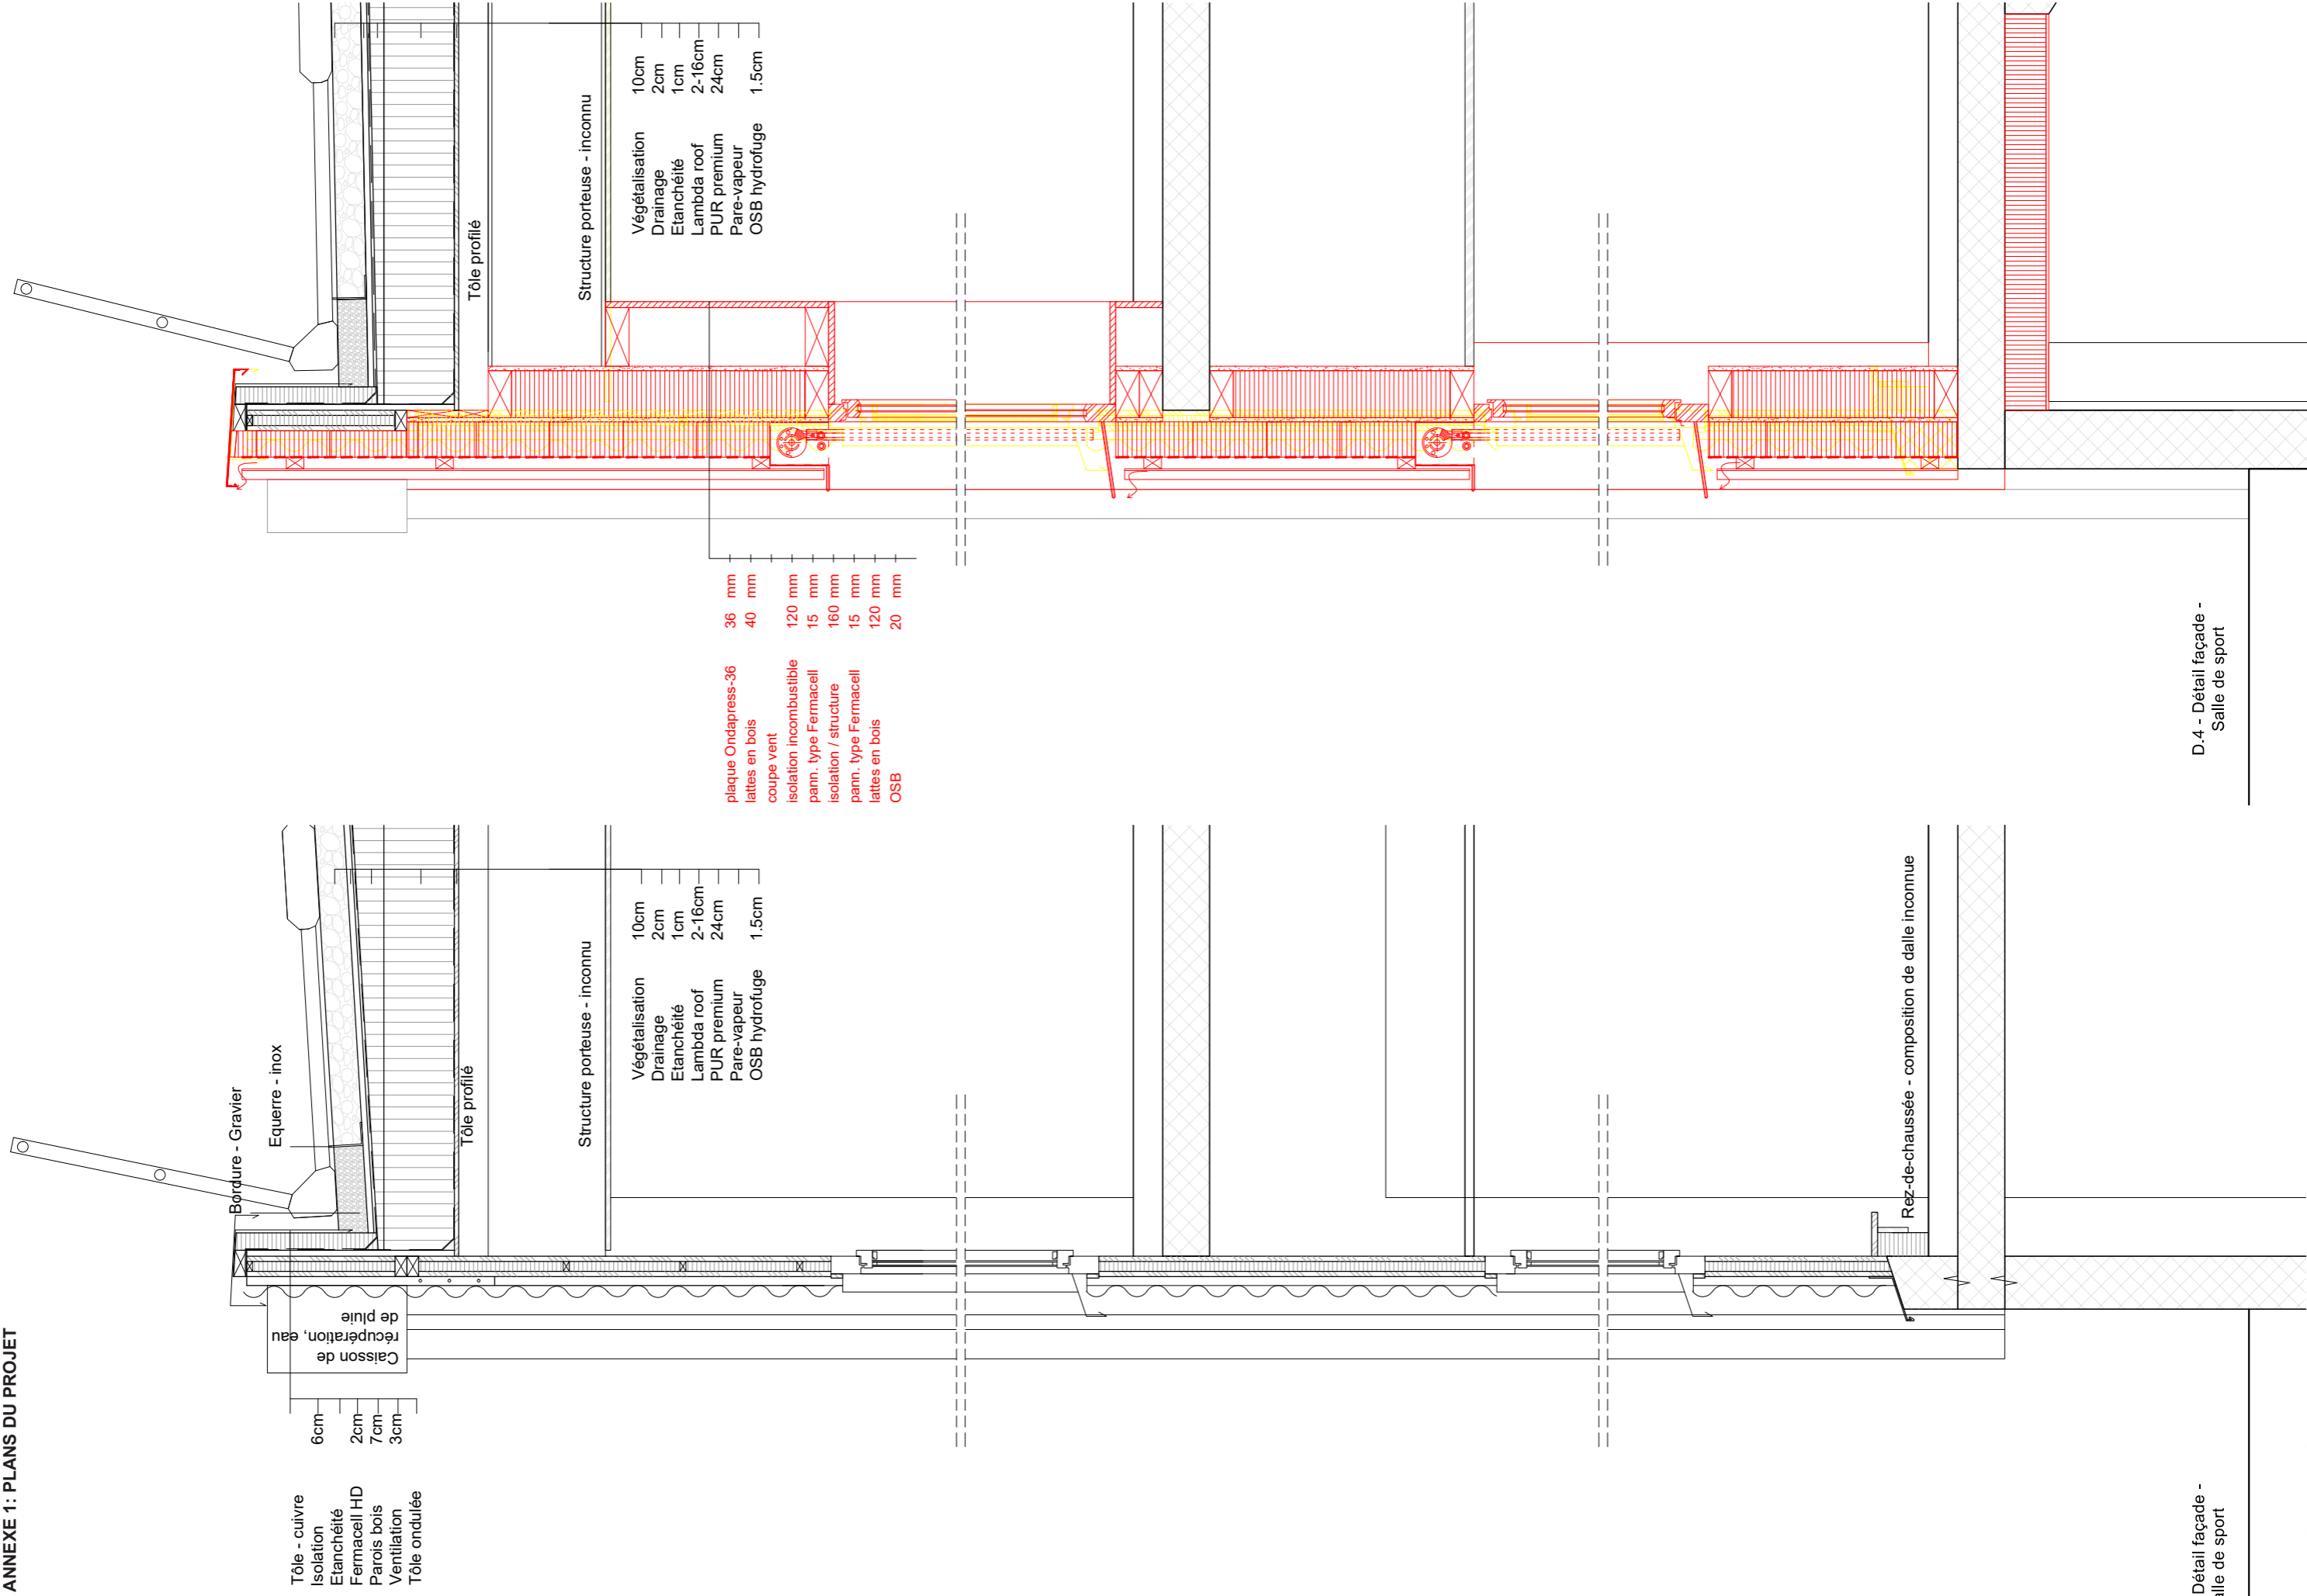 ANNEXE 1: PLANS DU PROJET
Tôle - cuivre
Isolation 6cm
Etanchéité
Fermacell HD 2cm
Parois bois 7cm
Ventilation 3cm
Tôle ondulée
Bordure - Gravier
Equerre - inox
Caisson de
récupération, eau
de pluie
Tôle profilé
Structure porteuse - inconnu
Végétalisation 10cm
Drainage 2cm
Etanchéité 1cm
Lambda roof 2-16cm
PUR premium 24cm
Pare-vapeur
OSB hydrofuge 1.5cm
Rez-de-chaussée - composition de dalle inconnue
Détail façade -
alle de sport
Tôle profilé
Structure porteuse - inconnu
Végétalisation 10cm
Drainage 2cm
Etanchéité 1cm
Lambda roof 2-16cm
PUR premium 24cm
Pare-vapeur
OSB hydrofuge 1.5cm
plaque Ondapress-36 36 mm
lattes en bois 40 mm
coupe vent
isolation incombustible 120 mm
pann. type Fermacell 15 mm
isolation / structure 160 mm
pann. type Fermacell 15 mm
lattes en bois 120 mm
OSB 20 mm
D.4 - Détail façade -
Salle de sport